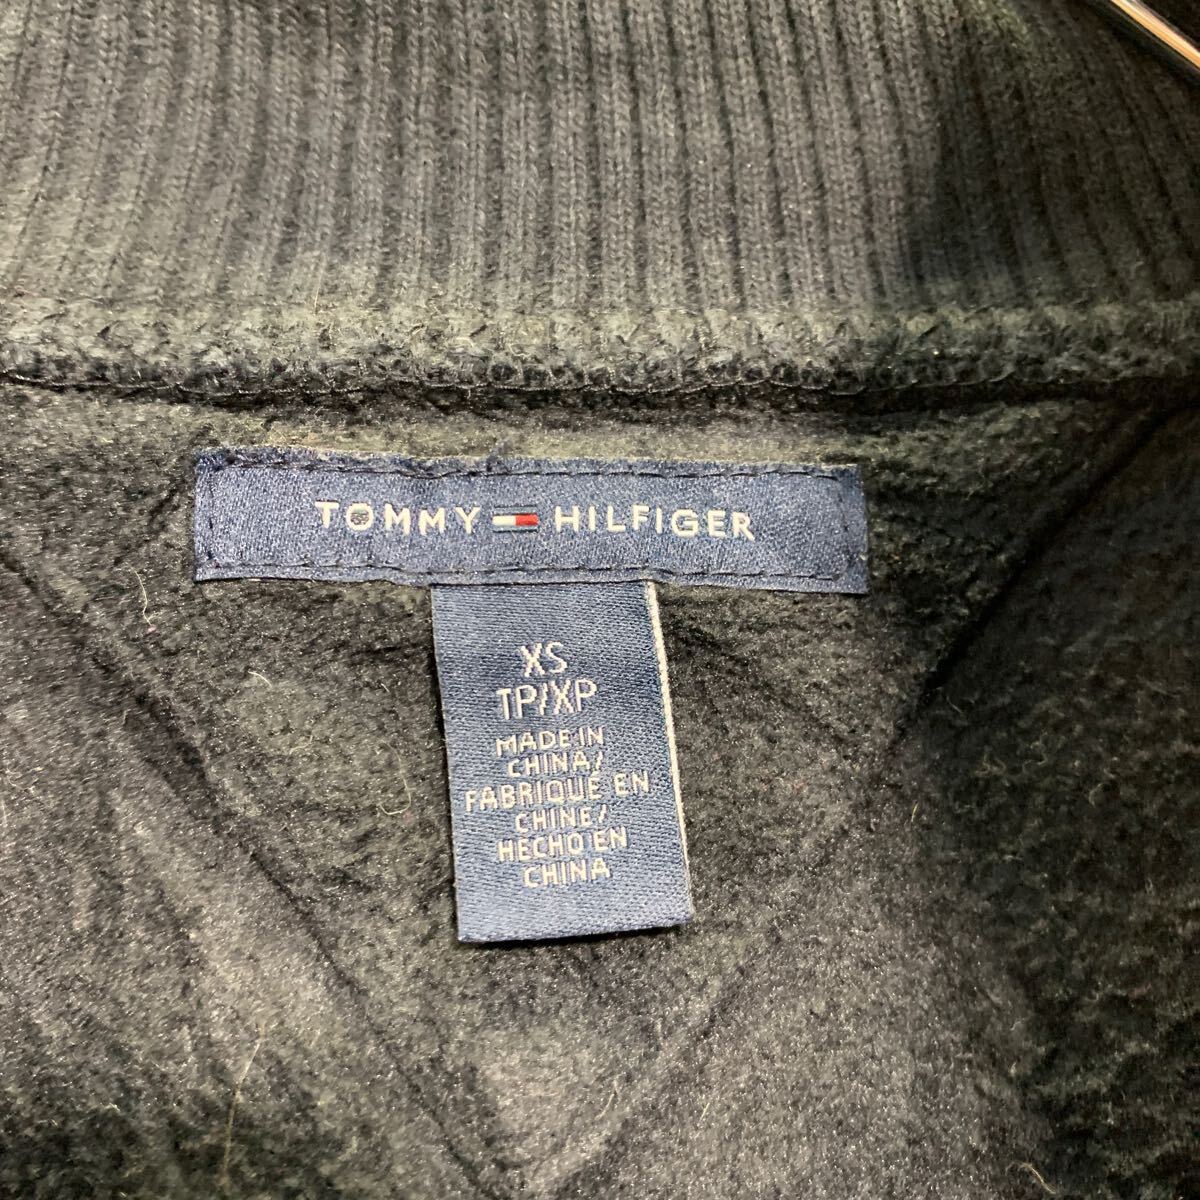 TOMMY HILFIGER
XS
TP/XP
MADE IN
CHINA/
FABRIQUÉ EN
CHINE/
HECHO EN
CHINA